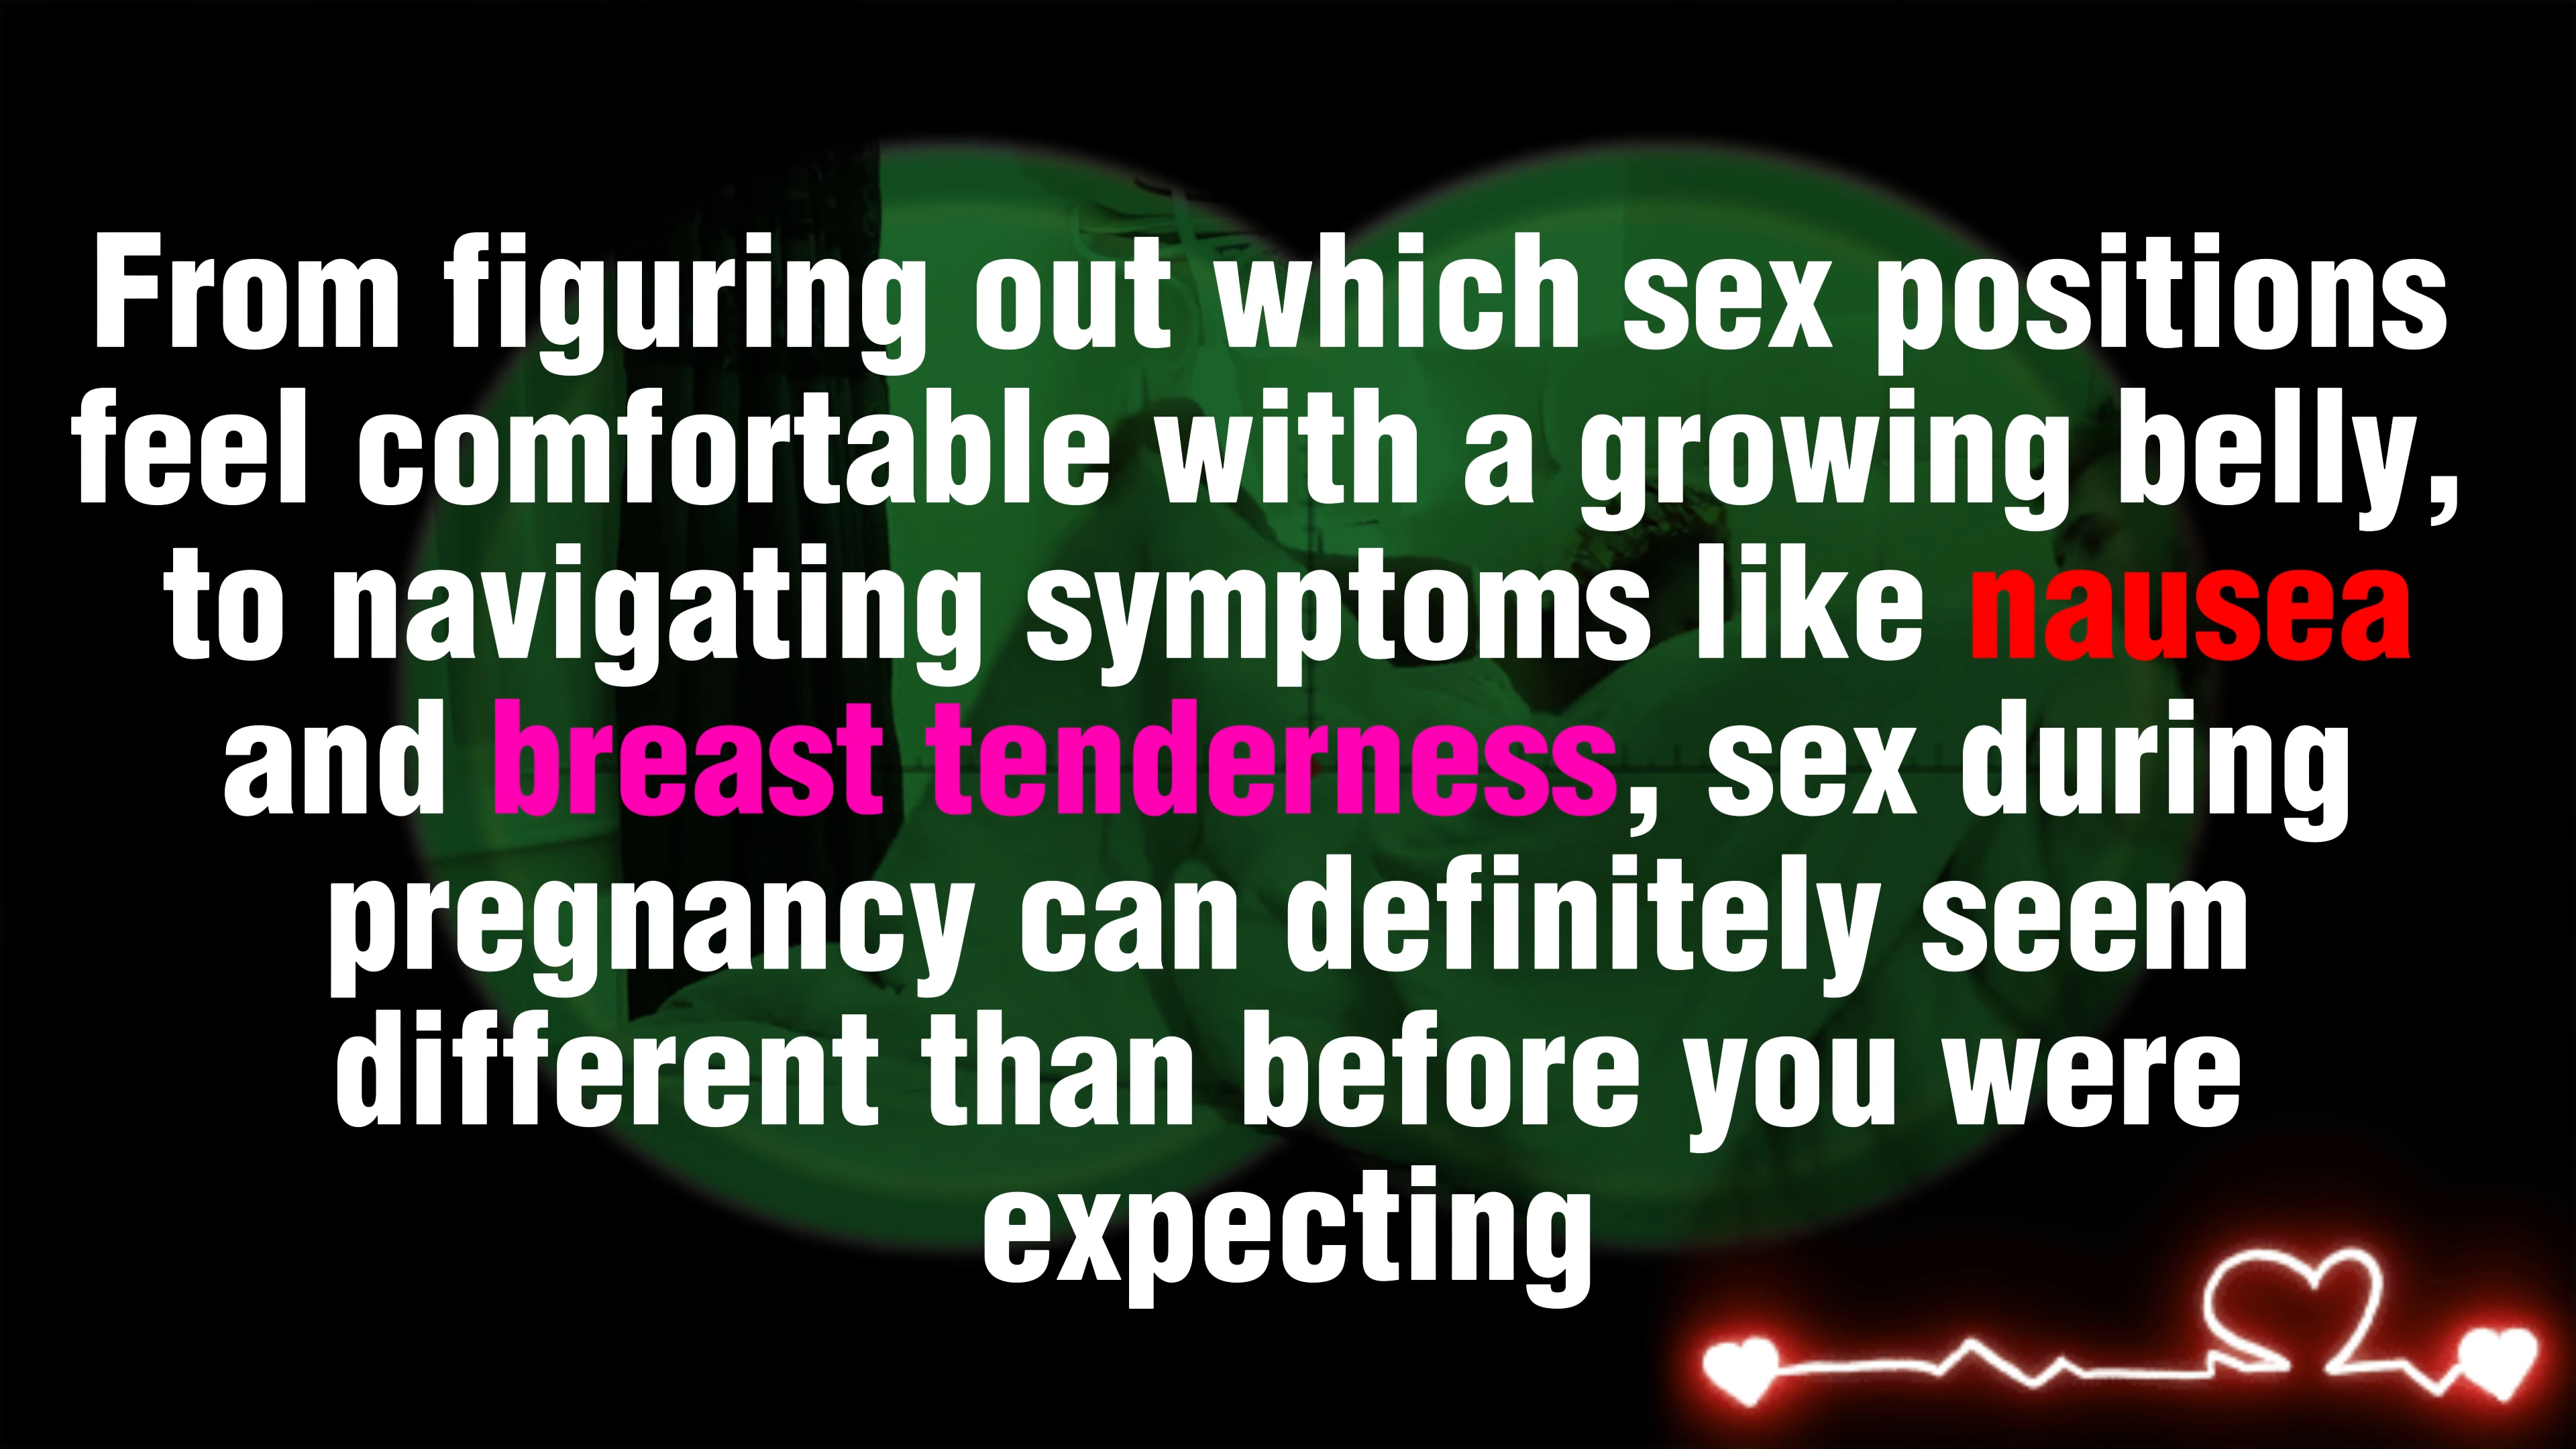 From figuring out which sex positions
feel comfortable with a growing belly,
to navigating symptoms like nausea
and breast tenderness, sex during
pregnancy can definitely seem
different than before you were
expecting